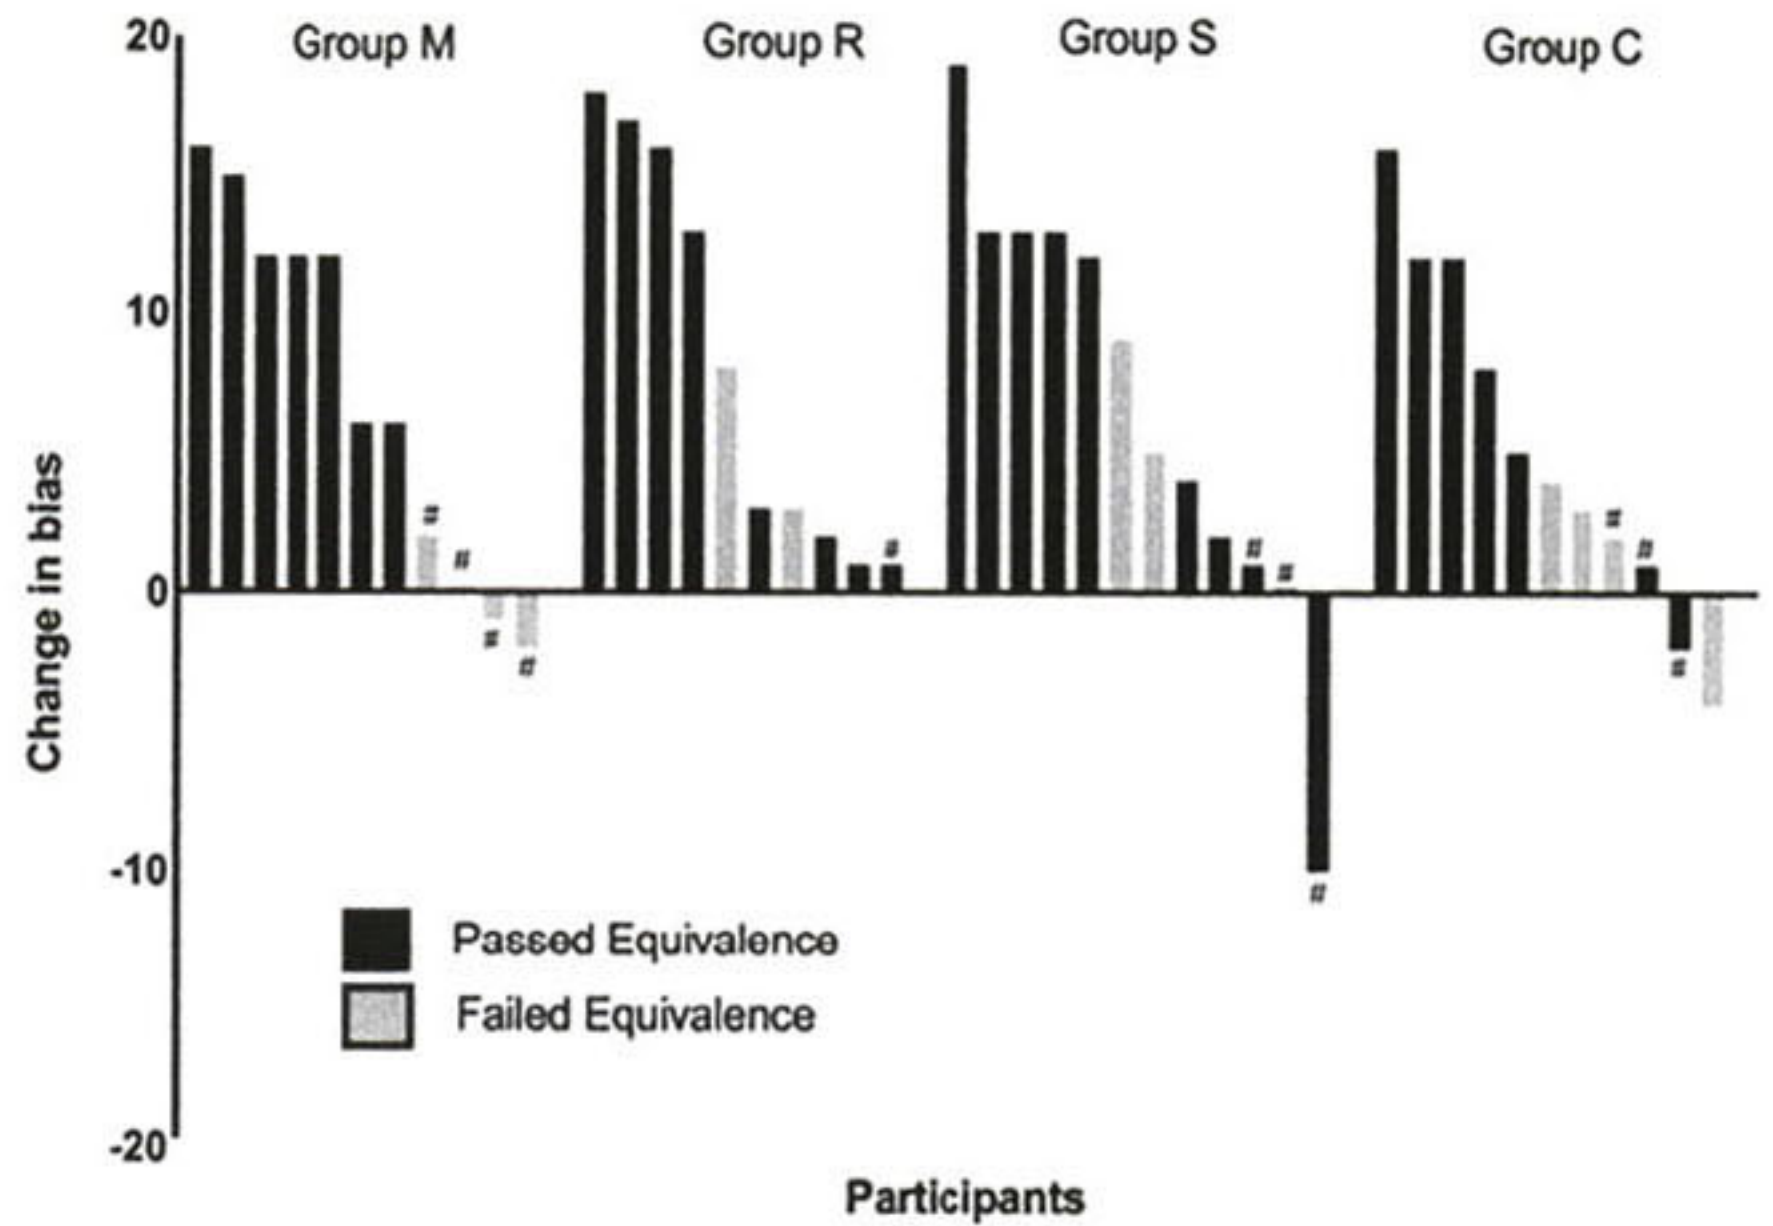 20
Group M
Group R
Group S
Group C
10
0
-10
-20
Change in bias
#
#
#
#
#
#
#
#
#
#
#
Passed Equivalence
Failed Equivalence
Participants